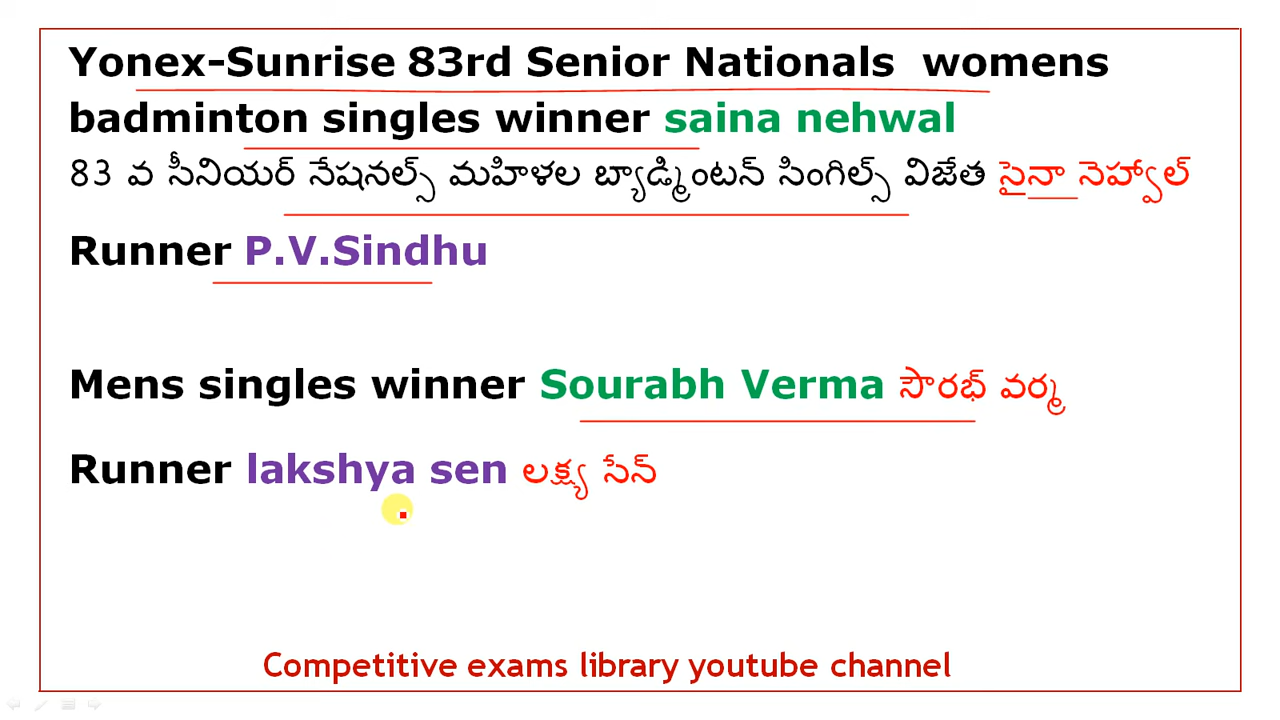 Yonex-Sunrise 83rd Senior Nationals womens
badminton singles winner saina nehwal
83 వ సీనియర్ నేషనల్స్ మహిళల బ్యాడ్మింటన్ సింగిల్స్ విజేత సైనా నెహ్వాల్
Runner P.V.Sindhu
Mens singles winner Sourabh Verma సౌరభ్ వర్మ
Runner lakshya sen లక్ష్య సేన్
Competitive exams library youtube channel